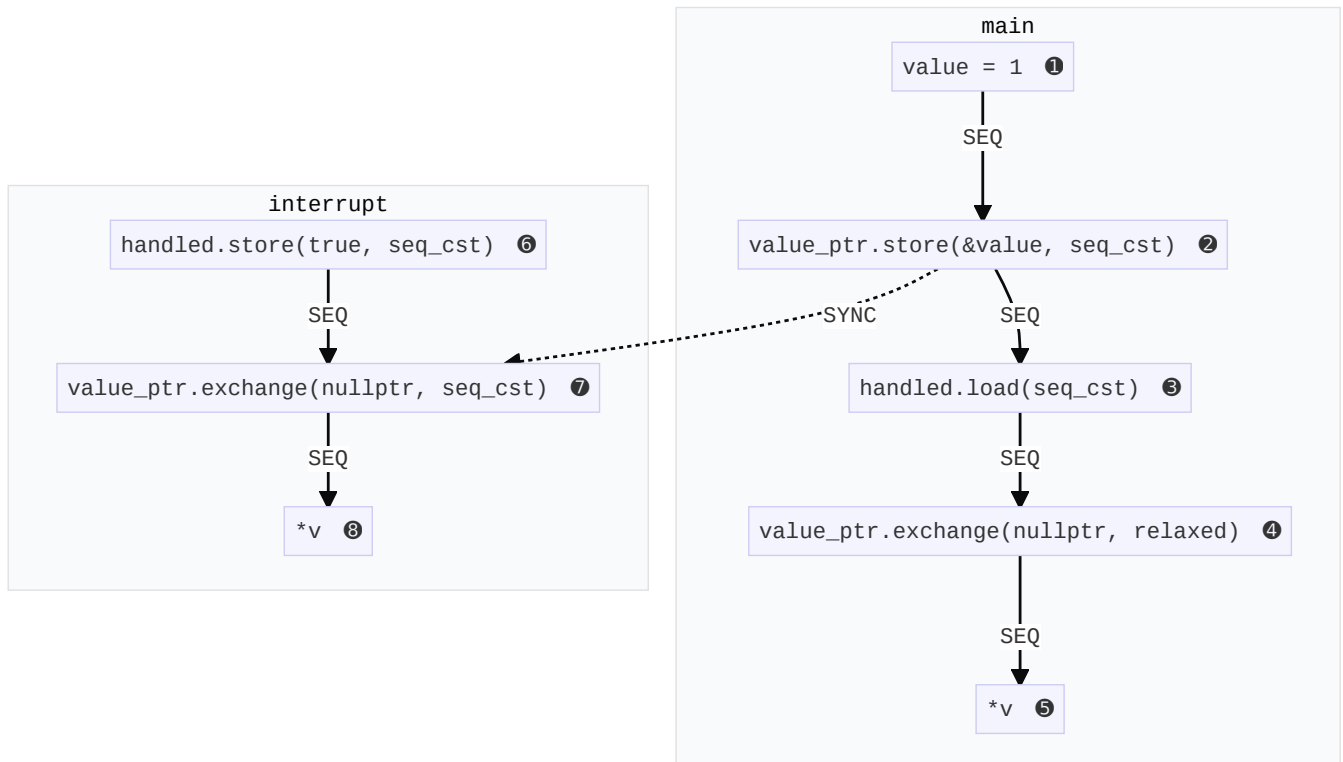 main
value = 1 ❶
SEQ
interrupt
handled.store(true, seq_cst) ❻
value_ptr.store(&value, seq_cst) ❷
SEQ
SYNC
SEQ
value_ptr.exchange(nullptr, seq_cst) ❼
handled.load(seq_cst) ❸
SEQ
SEQ
*v ❽
value_ptr.exchange(nullptr, relaxed) ❹
SEQ
*v ❺